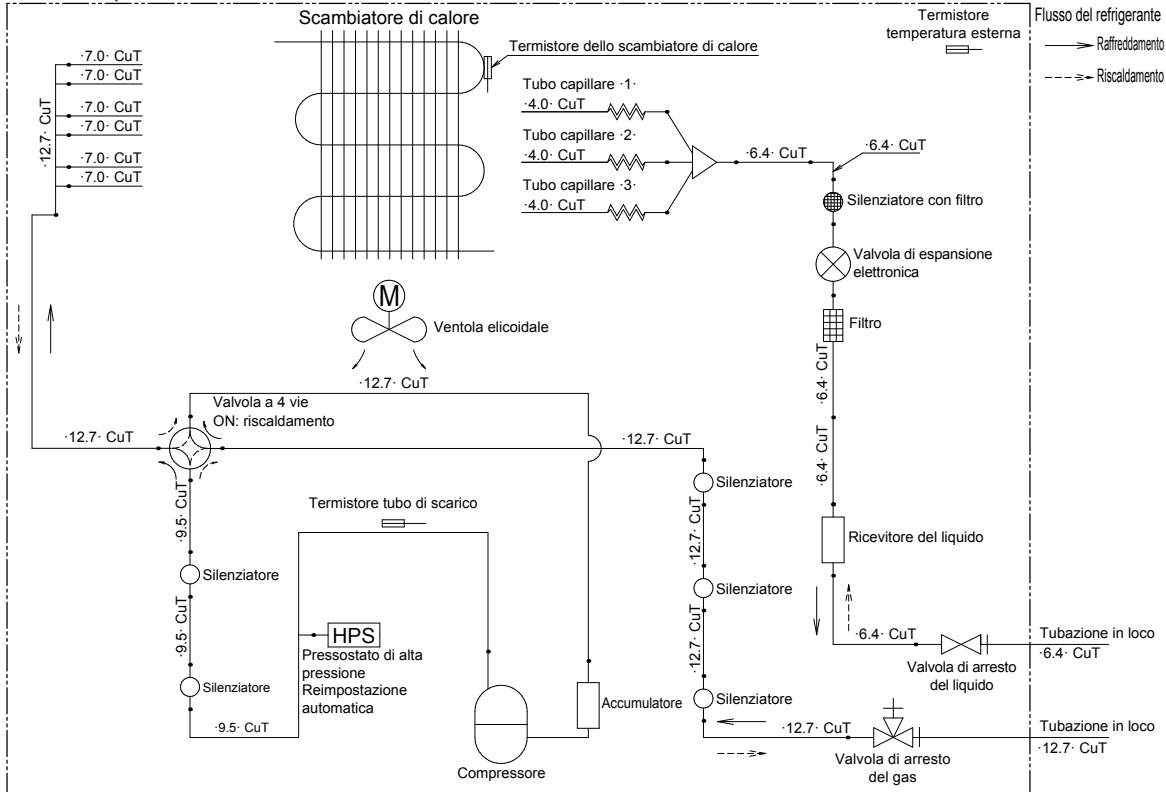 Scambiatore di calore
Termistore
temperatura esterna
Flusso del refrigerante
Raffreddamento
Riscaldamento
Termistore dello scambiatore di calore
·7.0· CuT
·7.0· CuT
·7.0· CuT
·7.0· CuT
·7.0· CuT
·7.0· CuT
·12.7· CuT
Tubo capillare ·1·
·4.0· CuT
Tubo capillare ·2·
·4.0· CuT
Tubo capillare ·3·
·4.0· CuT
·6.4· CuT
·6.4· CuT
Silenziatore con filtro
Valvola di espansione
elettronica
Filtro
·6.4· CuT
·6.4· CuT
M
Ventola elicoidale
·12.7· CuT
Valvola a 4 vie
ON: riscaldamento
·12.7· CuT
·12.7· CuT
Silenziatore
·9.5· CuT
Termistore tubo di scarico
·12.7· CuT
Ricevitore del liquido
Silenziatore
Silenziatore
·9.5· CuT
HPS
Pressostato di alta
pressione
Reimpostazione
automatica
·12.7· CuT
·6.4· CuT
Valvola di arresto
del liquido
Tubazione in loco
·6.4· CuT
Silenziatore
·9.5· CuT
Accumulatore
Compressore
Silenziatore
·12.7· CuT
Valvola di arresto
del gas
Tubazione in loco
·12.7· CuT